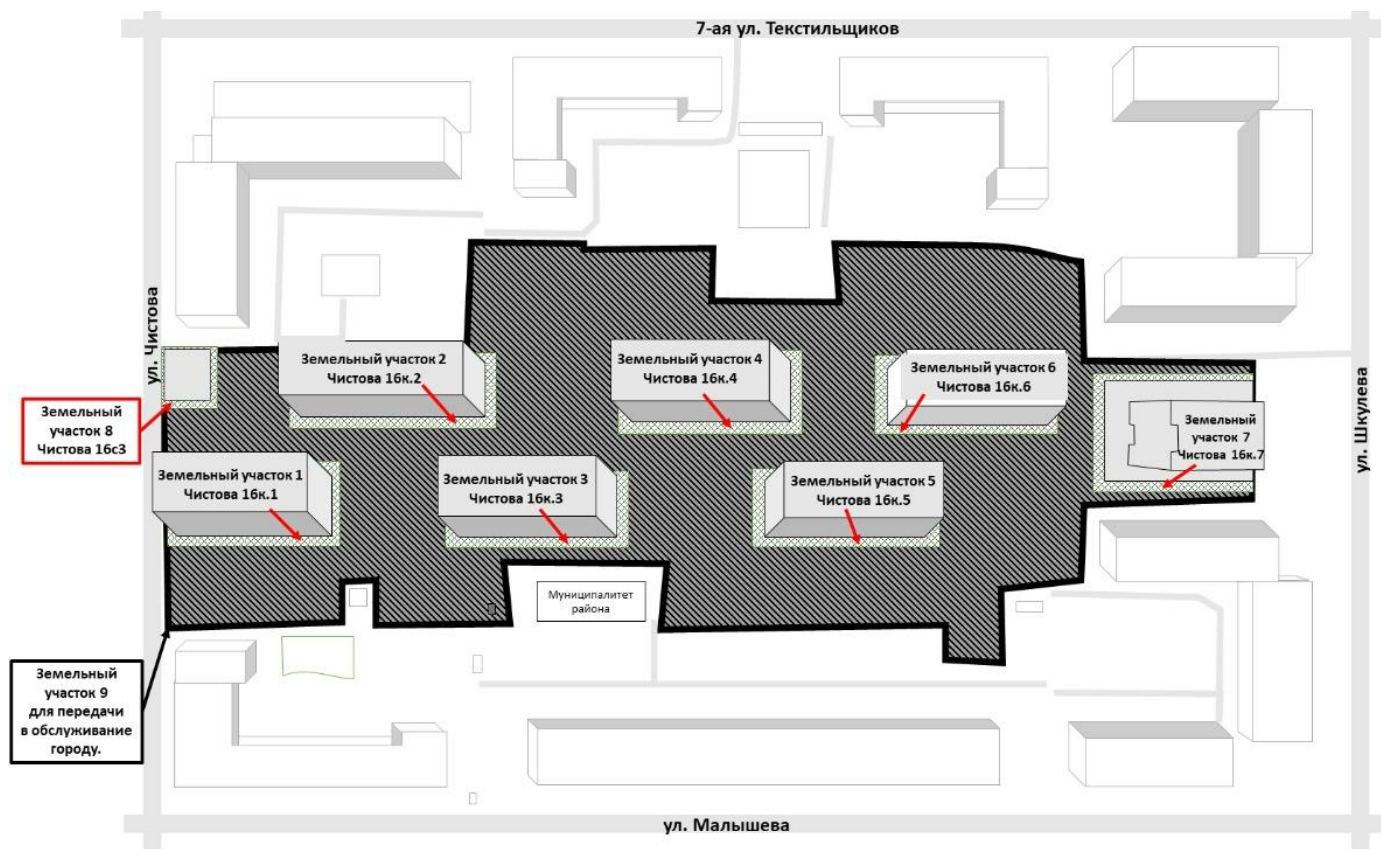 7-ая ул. Текстильщиков
ул. Чистова
ул. Шкулева
Земельный участок 2
Чистова 16к.2
Земельный участок 4
Чистова 16к.4
Земельный участок 6
Чистова 16к.6
Земельный
участок 8
Чистова 16с3
Земельный
участок 7
Чистова 16к.7
Земельный участок 1
Чистова 16к.1
Земельный участок 3
Чистова 16к.3
Земельный участок 5
Чистова 16к.5
Муниципалитет
района
Земельный
участок 9
для передачи
в обслуживание
городу.
ул. Малышева